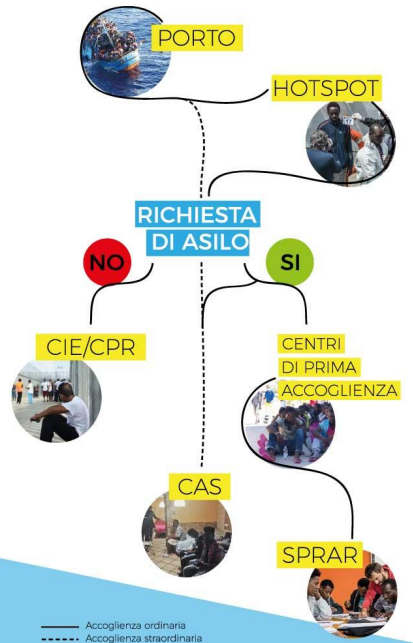 PORTO
HOTSPOT
RICHIESTA
DI ASILO
NO
SI
CIE/CPR
CENTRI
DI PRIMA
ACCOGLIENZA
CAS
SPRAR
Accoglienza ordinaria
Accoglienza straordinaria